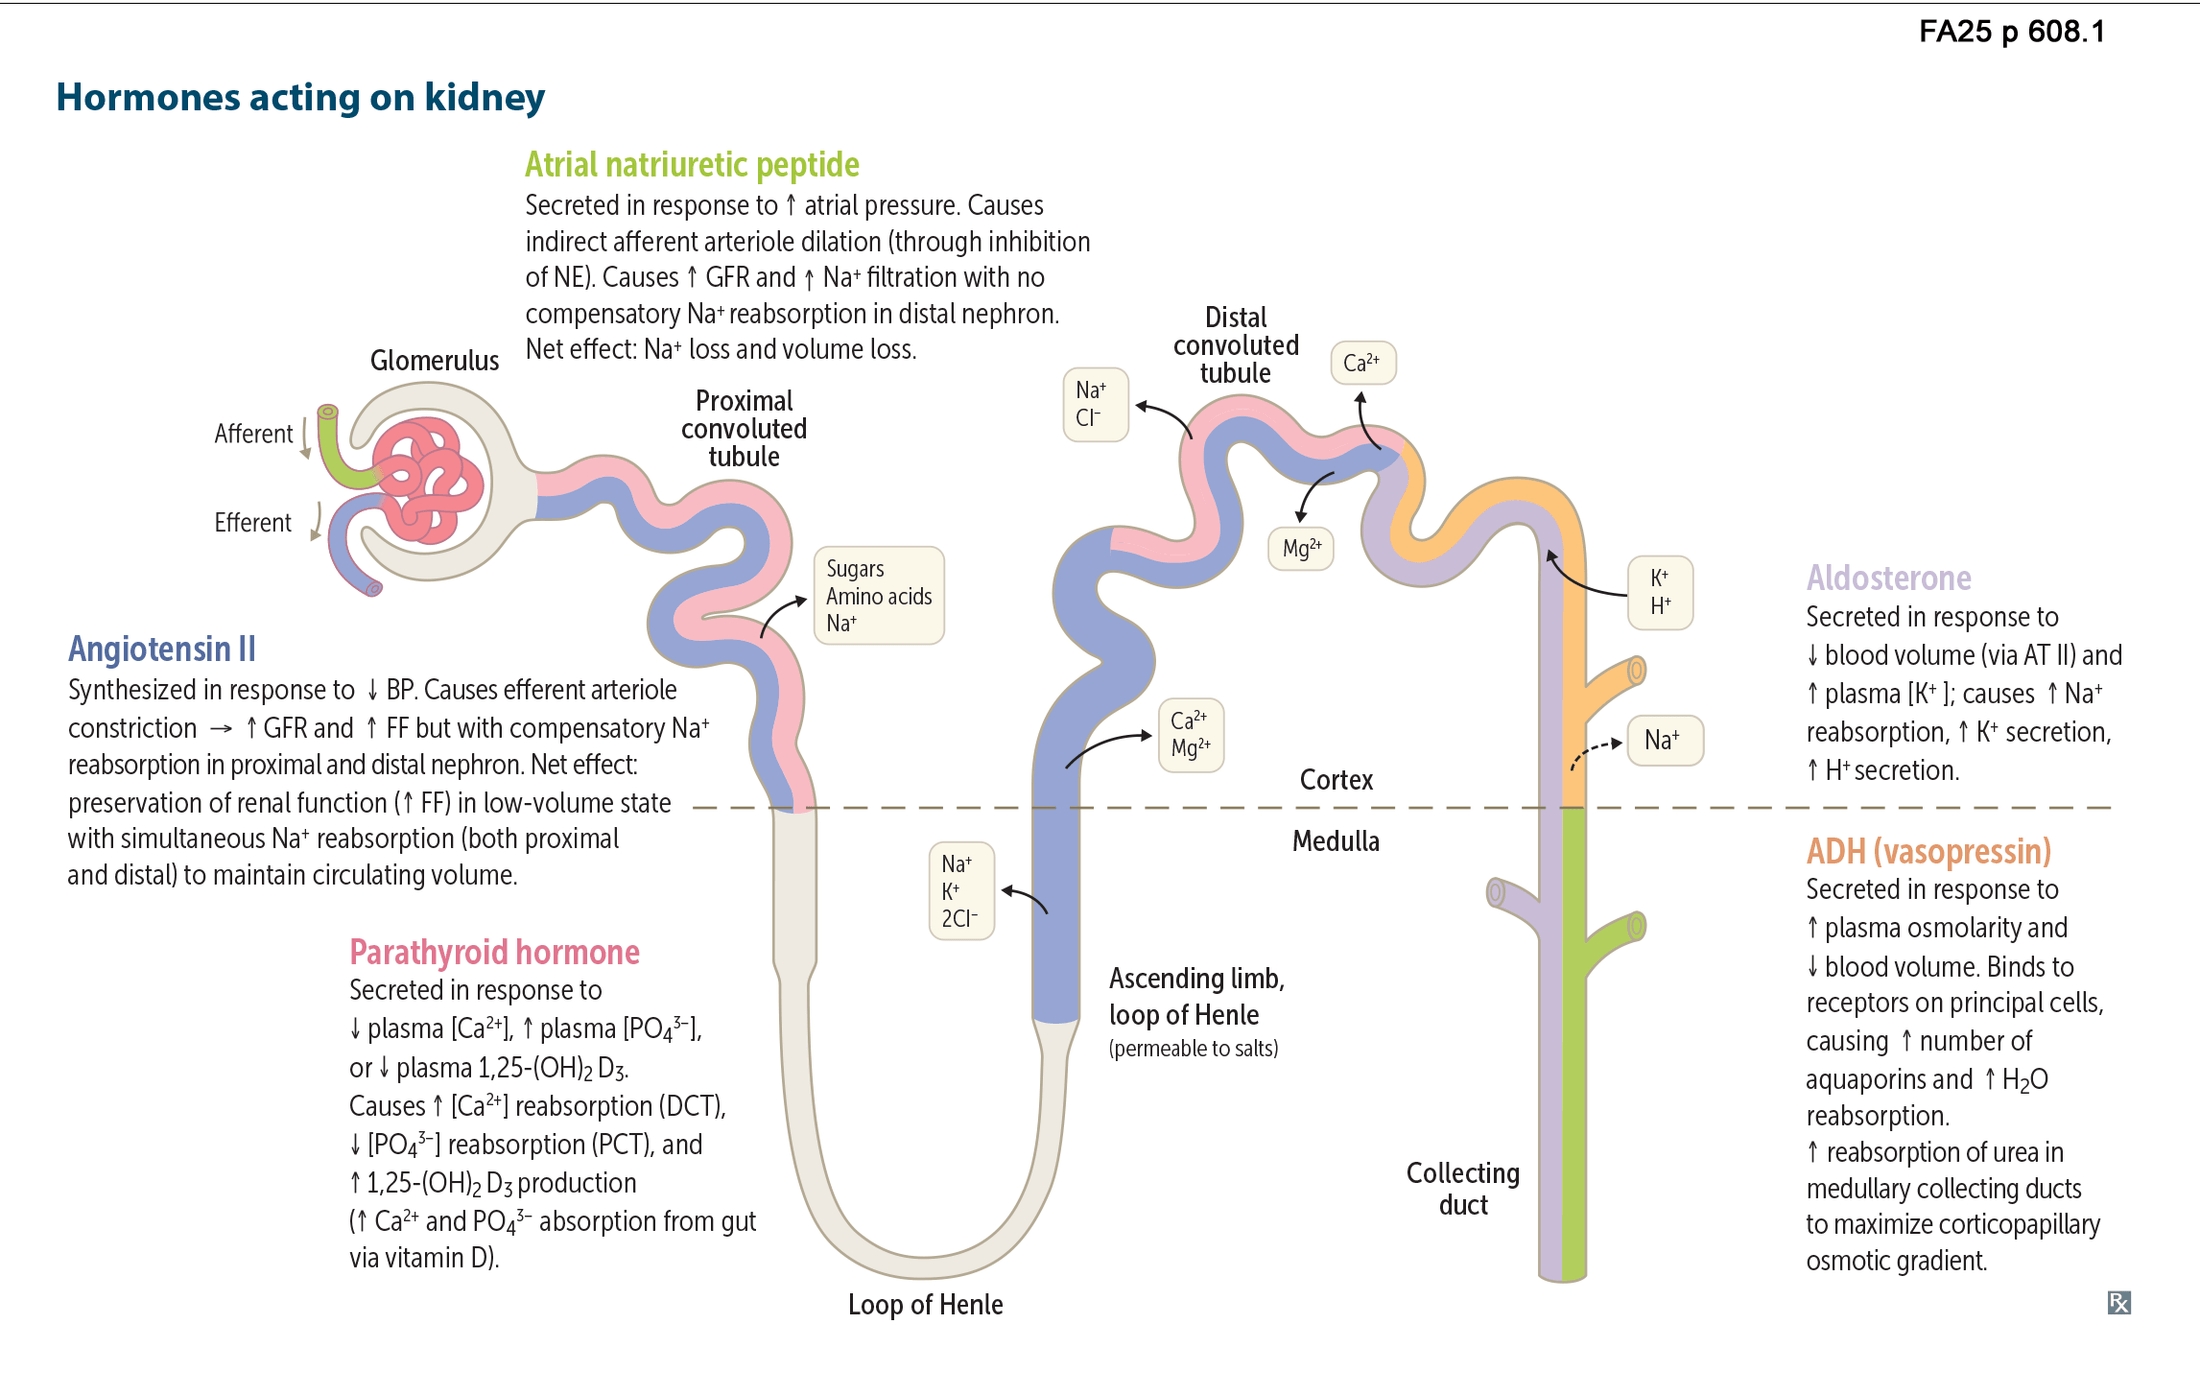 FA25 p 608.1
Hormones acting on kidney
Atrial natriuretic peptide
Secreted in response to ↑ atrial pressure. Causes
indirect afferent arteriole dilation (through inhibition
of NE). Causes ↑ GFR and ↑ Na⁺ filtration with no
compensatory Na⁺ reabsorption in distal nephron.
Net effect: Na⁺ loss and volume loss.
Glomerulus
Afferent
Efferent
Proximal
convoluted
tubule
Sugars
Amino acids
Na⁺
Distal
convoluted
tubule
Na⁺
Cl⁻
Ca²⁺
Mg²⁺
K⁺
H⁺
Na⁺
Ca²⁺
Mg²⁺
Na⁺
K⁺
2Cl⁻
Cortex
Medulla
Angiotensin II
Synthesized in response to ↓ BP. Causes efferent arteriole
constriction → ↑ GFR and ↑ FF but with compensatory Na⁺
reabsorption in proximal and distal nephron. Net effect:
preservation of renal function (↑ FF) in low-volume state
with simultaneous Na⁺ reabsorption (both proximal
and distal) to maintain circulating volume.
Parathyroid hormone
Secreted in response to
↓ plasma [Ca²⁺], ↑ plasma [PO₄³⁻],
or ↓ plasma 1,25-(OH)₂ D₃.
Causes ↑ [Ca²⁺] reabsorption (DCT),
↓ [PO₄³⁻] reabsorption (PCT), and
↑ 1,25-(OH)₂ D₃ production
(↑ Ca²⁺ and PO₄³⁻ absorption from gut
via vitamin D).
Loop of Henle
Ascending limb,
loop of Henle
(permeable to salts)
Collecting
duct
Aldosterone
Secreted in response to
↓ blood volume (via AT II) and
↑ plasma [K⁺ ]; causes ↑ Na⁺
reabsorption, ↑ K⁺ secretion,
↑ H⁺ secretion.
ADH (vasopressin)
Secreted in response to
↑ plasma osmolarity and
↓ blood volume. Binds to
receptors on principal cells,
causing ↑ number of
aquaporins and ↑ H₂O
reabsorption.
↑ reabsorption of urea in
medullary collecting ducts
to maximize corticopapillary
osmotic gradient.
Rx